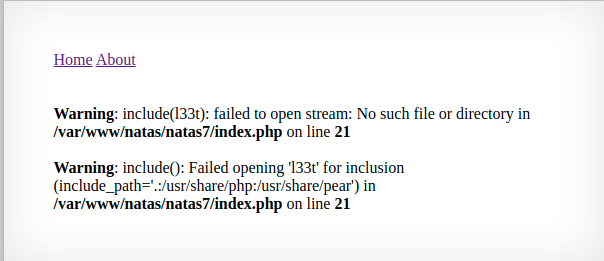 Home About
Warning: include(l33t): failed to open stream: No such file or directory in
/var/www/natas/natas7/index.php on line 21
Warning: include(): Failed opening 'l33t' for inclusion
(include_path='.:/usr/share/php:/usr/share/pear') in
/var/www/natas/natas7/index.php on line 21